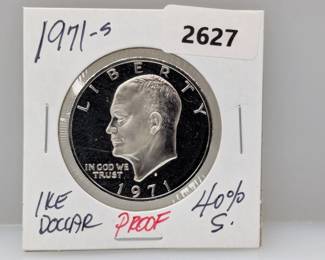 1971-s
2627
LIBERTY
IN GOD WE
TRUST
1971
IKE
DOLLAR
PROOF
40%
S.